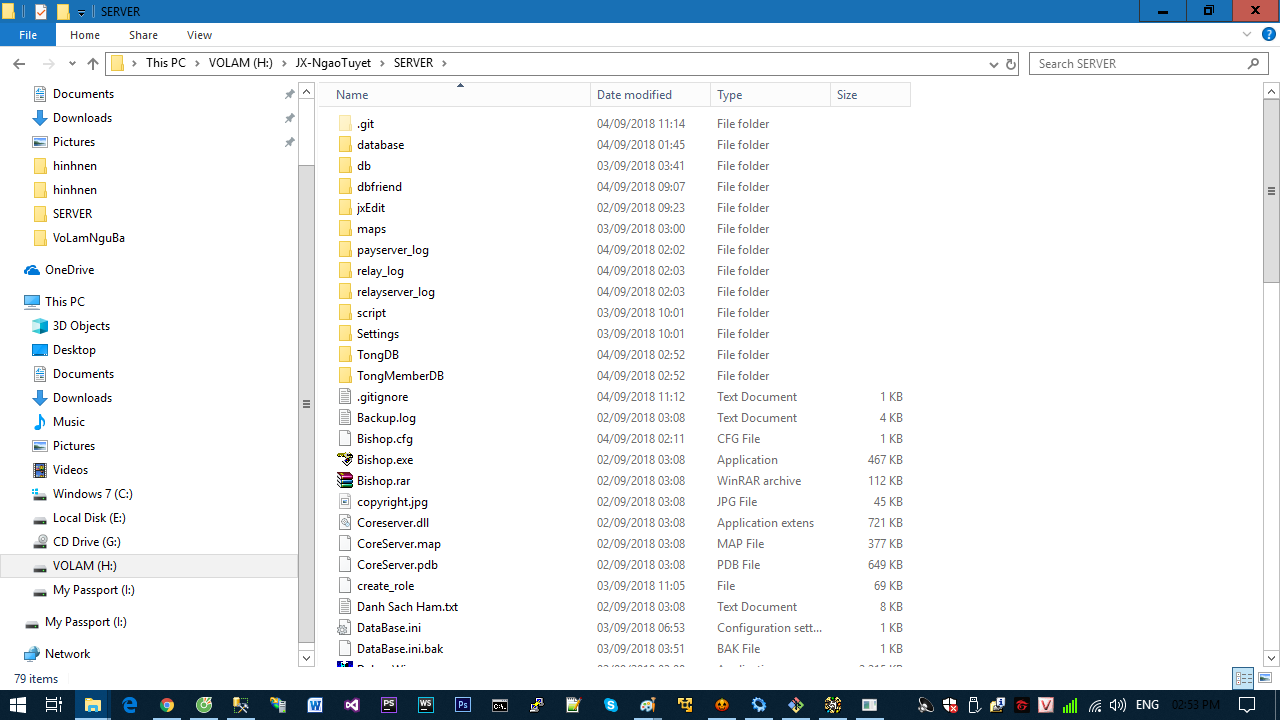 SERVER
File Home Share View
This PC VOLAM (H:) JX-NgaoTuyet SERVER Search SERVER
Documents
Downloads
Pictures
hinhnen
hinhnen
SERVER
VoLamNguBa
OneDrive
This PC
3D Objects
Desktop
Documents
Downloads
Music
Pictures
Videos
Windows 7 (C:)
Local Disk (E:)
CD Drive (G:)
VOLAM (H:)
My Passport (I:)
My Passport (I:)
Network
Name Date modified Type Size
.git 04/09/2018 11:14 File folder
database 04/09/2018 01:45 File folder
db 03/09/2018 03:41 File folder
dbfriend 04/09/2018 09:07 File folder
jxEdit 02/09/2018 09:23 File folder
maps 03/09/2018 03:00 File folder
payserver_log 04/09/2018 02:02 File folder
relay_log 04/09/2018 02:03 File folder
relayserver_log 04/09/2018 02:03 File folder
script 03/09/2018 10:01 File folder
Settings 03/09/2018 10:01 File folder
TongDB 04/09/2018 02:52 File folder
TongMemberDB 04/09/2018 02:52 File folder
.gitignore 04/09/2018 11:12 Text Document 1 KB
Backup.log 02/09/2018 03:08 Text Document 4 KB
Bishop.cfg 04/09/2018 02:11 CFG File 1 KB
Bishop.exe 02/09/2018 03:08 Application 467 KB
Bishop.rar 02/09/2018 03:08 WinRAR archive 112 KB
copyright.jpg 02/09/2018 03:08 JPG File 45 KB
Coreserver.dll 02/09/2018 03:08 Application extens 721 KB
CoreServer.map 02/09/2018 03:08 MAP File 377 KB
CoreServer.pdb 02/09/2018 03:08 PDB File 649 KB
create_role 03/09/2018 11:05 File 69 KB
Danh Sach Ham.txt 02/09/2018 03:08 Text Document 8 KB
DataBase.ini 03/09/2018 06:53 Configuration sett... 1 KB
DataBase.ini.bak 03/09/2018 03:51 BAK File 1 KB
79 items
ENG 02:53 PM